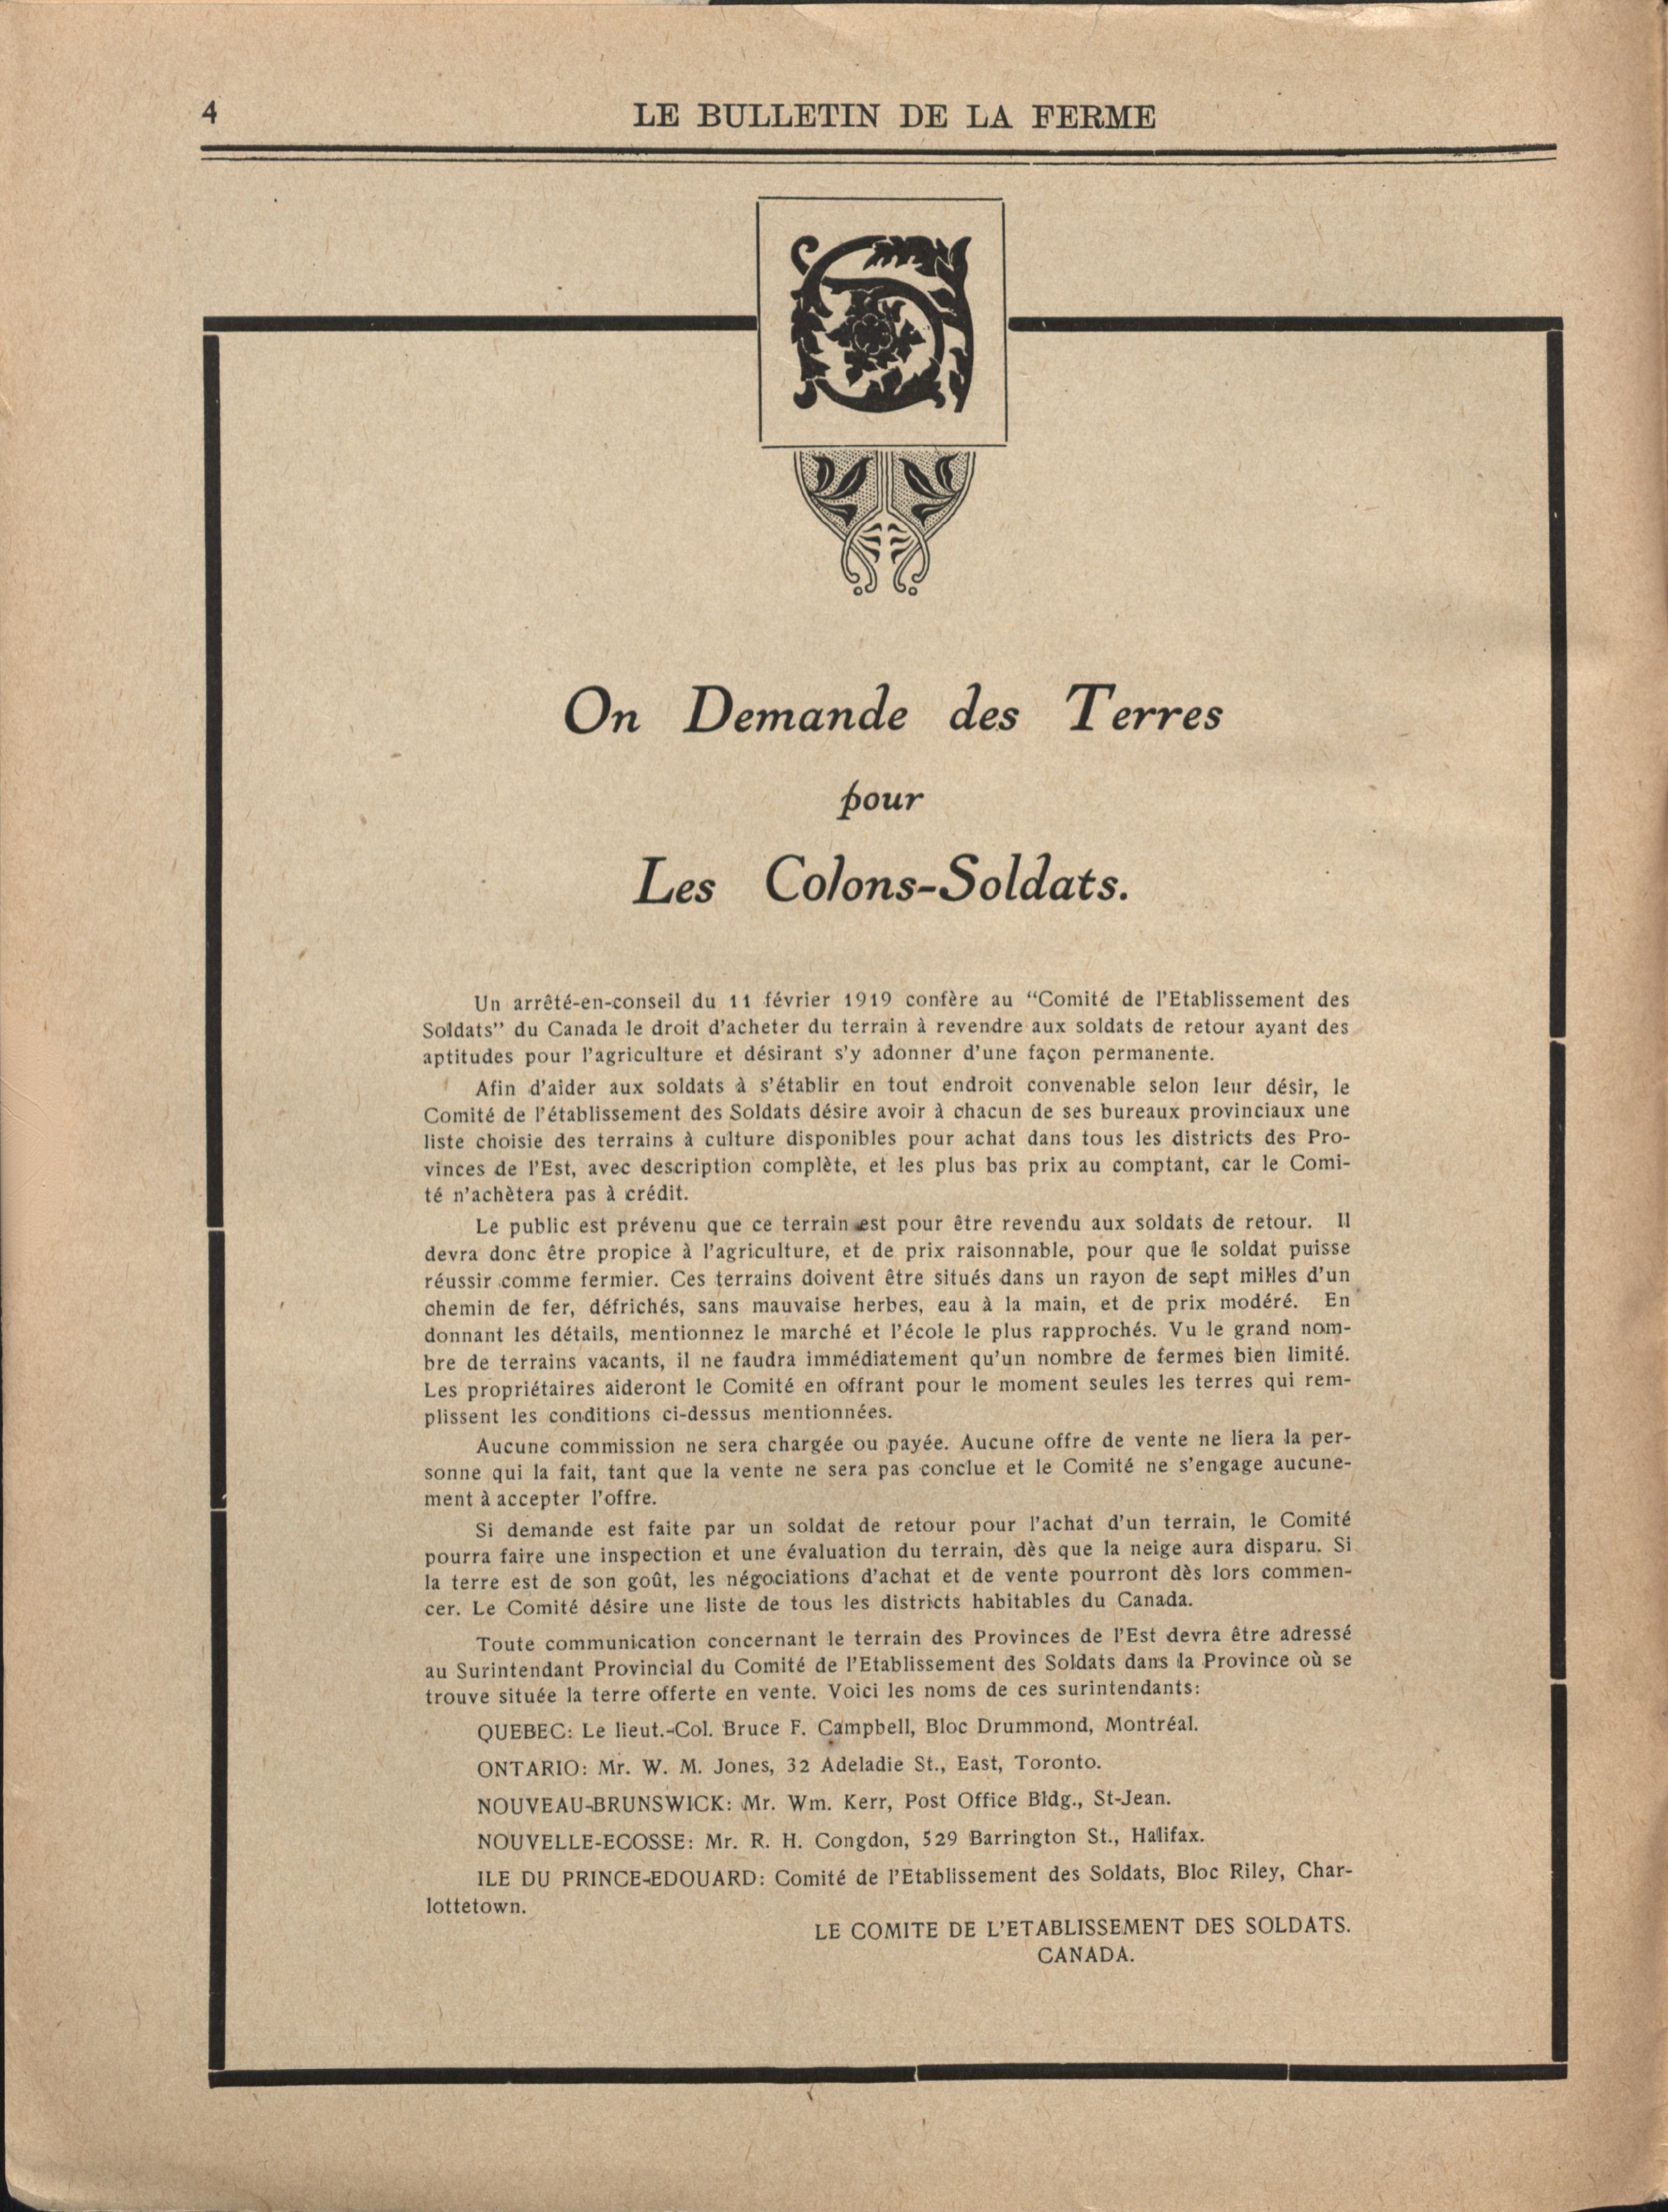 4
LE BULLETIN DE LA FERME
On Demande des Terres
pour
Les Colons-Soldats.
Un arrêté-en-conseil du 11 février 1919 confère au "Comité de l'Etablissement des
Soldats" du Canada le droit d'acheter du terrain à revendre aux soldats de retour ayant des
aptitudes pour l'agriculture et désirant s'y adonner d'une façon permanente.
Afin d'aider aux soldats à s'établir en tout endroit convenable selon leur désir, le
Comité de l'établissement des Soldats désire avoir à chacun de ses bureaux provinciaux une
liste choisie des terrains à culture disponibles pour achat dans tous les districts des Pro-
vinces de l'Est, avec description complète, et les plus bas prix au comptant, car le Comi-
té n'achètera pas à crédit.
Le public est prévenu que ce terrain est pour être revendu aux soldats de retour. Il
devra donc être propice à l'agriculture, et de prix raisonnable, pour que le soldat puisse
réussir comme fermier. Ces terrains doivent être situés dans un rayon de sept milles d'un
chemin de fer, défrichés, sans mauvaise herbes, eau à la main, et de prix modéré. En
donnant les détails, mentionnez le marché et l'école le plus rapprochés. Vu le grand nom-
bre de terrains vacants, il ne faudra immédiatement qu'un nombre de fermes bien limité.
Les propriétaires aideront le Comité en offrant pour le moment seules les terres qui rem-
plissent les conditions ci-dessus mentionnées.
Aucune commission ne sera chargée ou payée. Aucune offre de vente ne liera la per-
sonne qui la fait, tant que la vente ne sera pas conclue et le Comité ne s'engage aucune-
ment à accepter l'offre.
Si demande est faite par un soldat de retour pour l'achat d'un terrain, le Comité
pourra faire une inspection et une évaluation du terrain, dès que la neige aura disparu. Si
la terre est de son goût, les négociations d'achat et de vente pourront dès lors commen-
cer. Le Comité désire une liste de tous les districts habitables du Canada.
Toute communication concernant le terrain des Provinces de l'Est devra être adressé
au Surintendant Provincial du Comité de l'Etablissement des Soldats dans la Province où se
trouve située la terre offerte en vente. Voici les noms de ces surintendants:
QUEBEC: Le lieut.-Col. Bruce F. Campbell, Bloc Drummond, Montréal.
ONTARIO: Mr. W. M. Jones, 32 Adeladie St., East, Toronto.
NOUVEAU-BRUNSWICK: Mr. Wm. Kerr, Post Office Bldg., St-Jean.
NOUVELLE-ECOSSE: Mr. R. H. Congdon, 529 Barrington St., Halifax.
ILE DU PRINCE-EDOUARD: Comité de l'Etablissement des Soldats, Bloc Riley, Char-
lottetown.
LE COMITE DE L'ETABLISSEMENT DES SOLDATS.
CANADA.